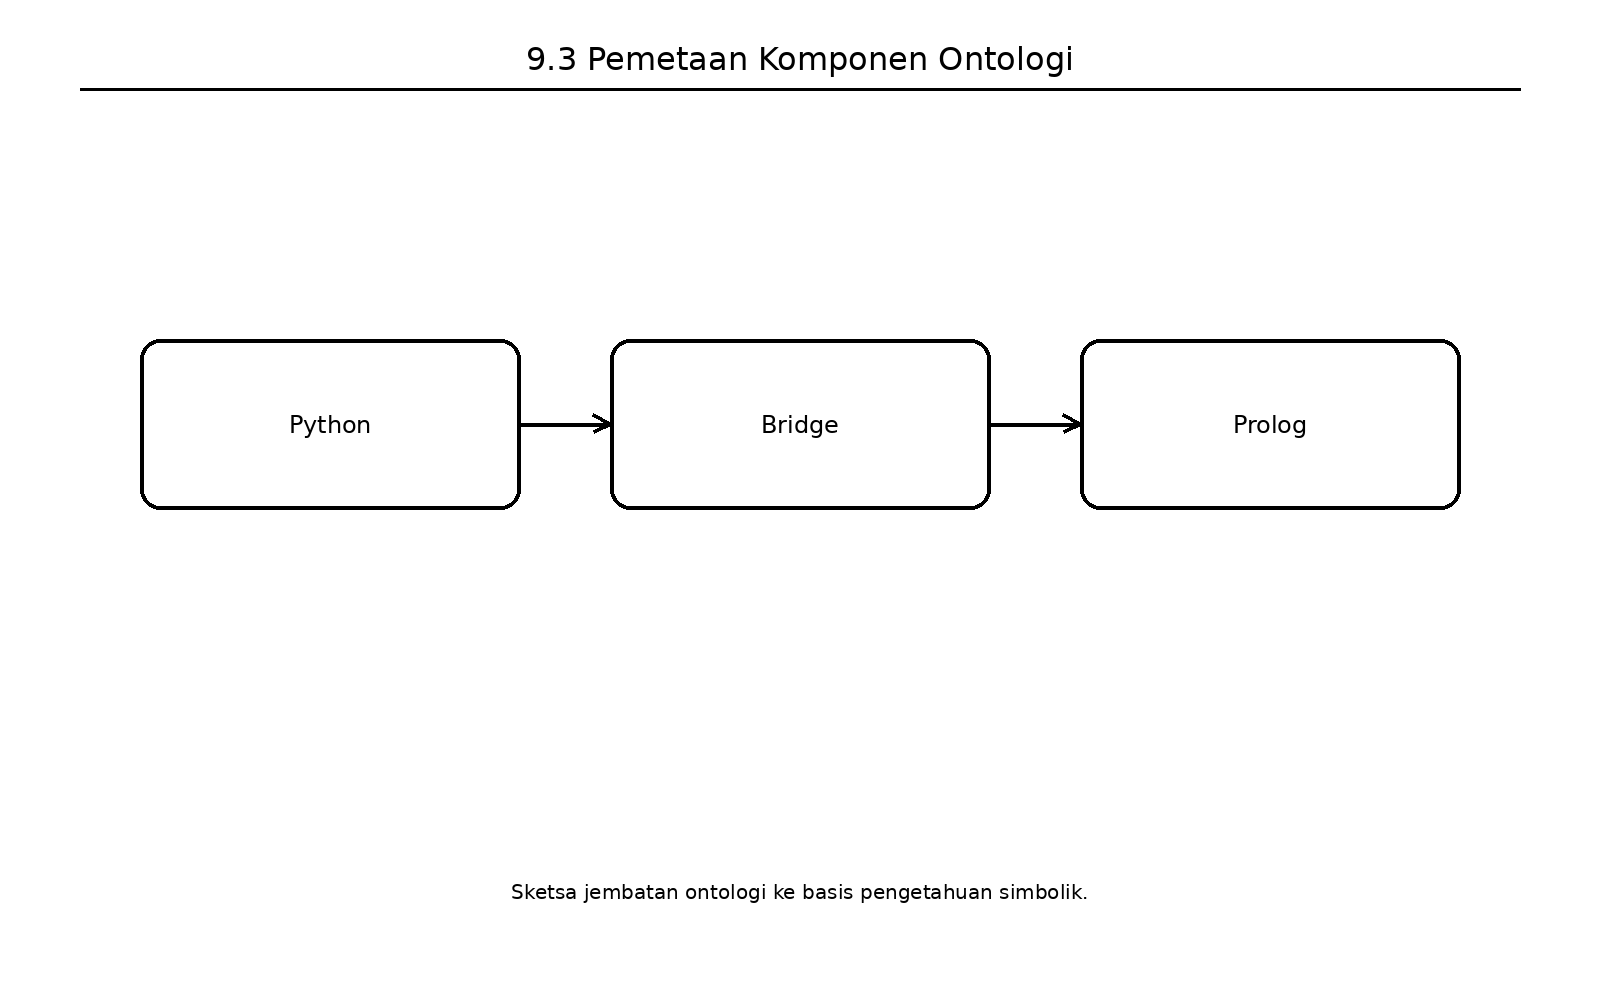 9.3 Pemetaan Komponen Ontologi
Python
Bridge
Prolog
Sketsa jembatan ontologi ke basis pengetahuan simbolik.